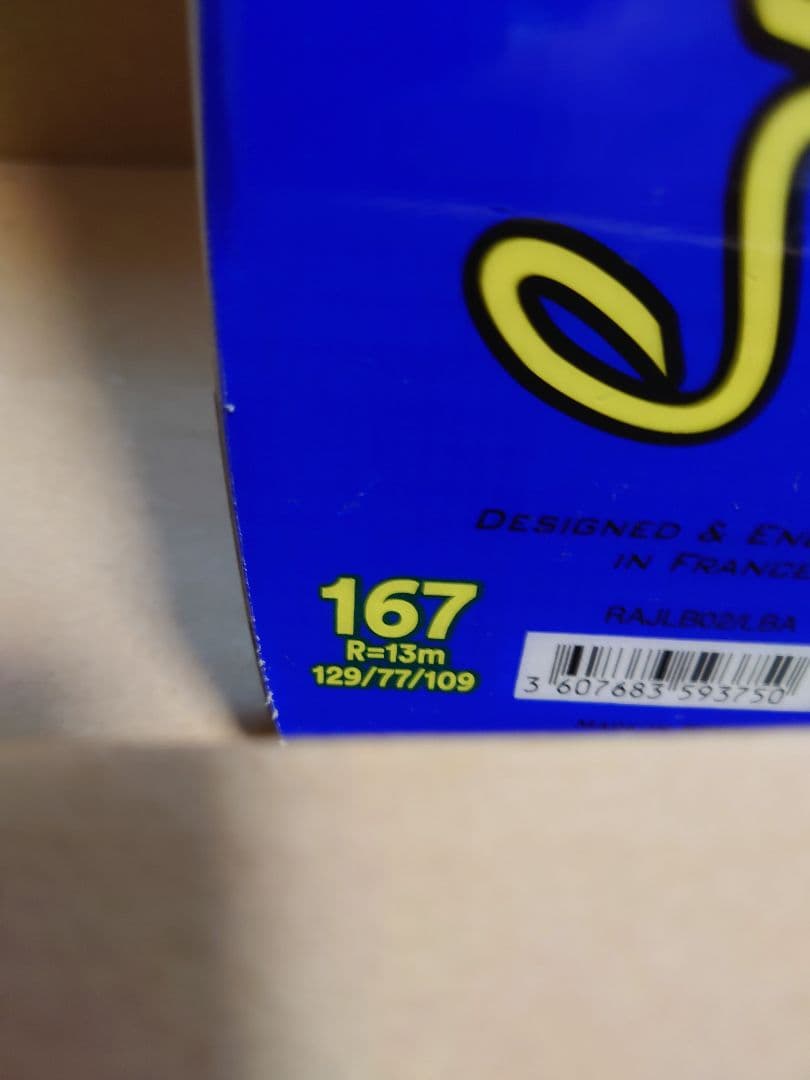 DESIGNED & EN
IN FRANCE
RAJLB02/LBA
167
R=13m
129/77/109
3 607683 593750